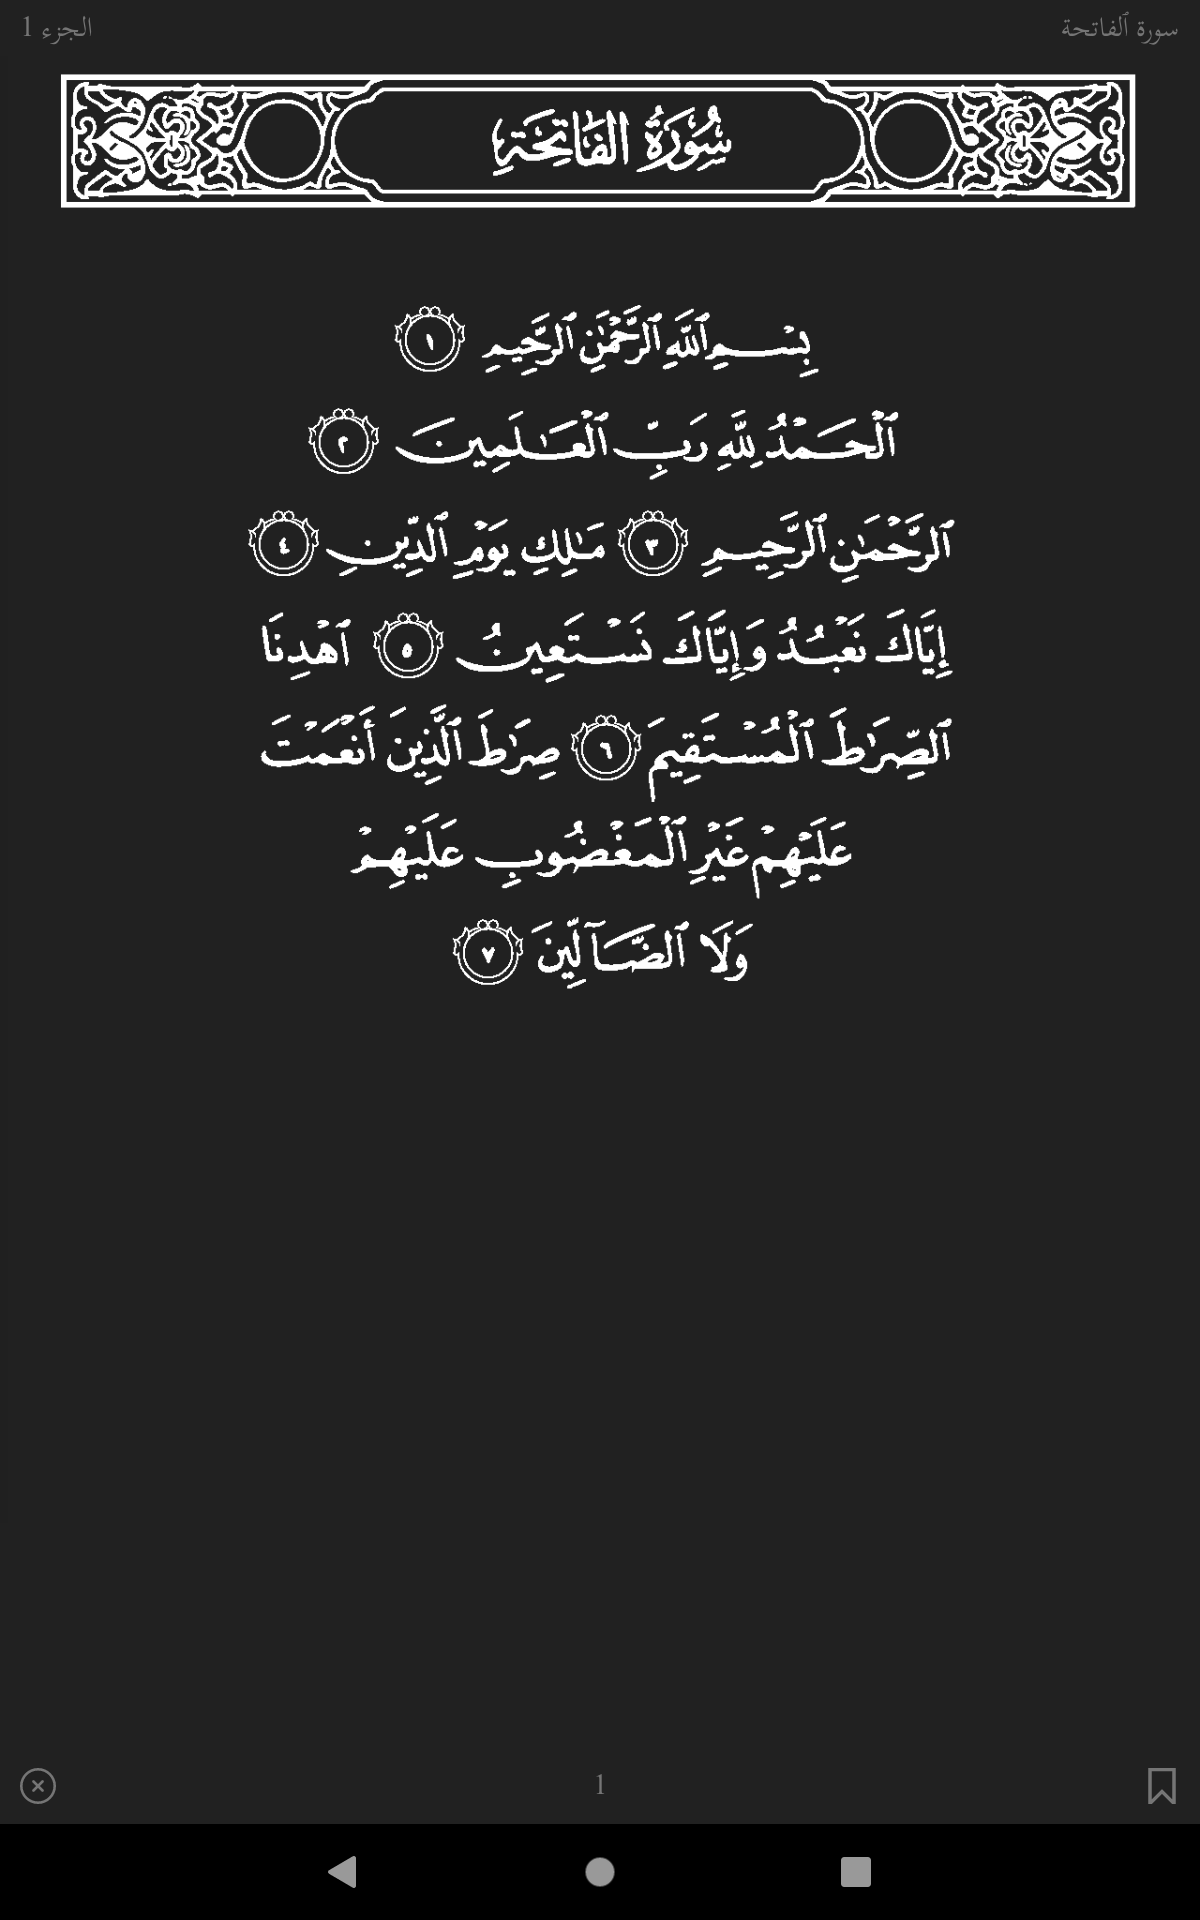 سورة ٱلفاتحة
الجزء 1
سُورَةُ الفَاتِحَةِ
بِسْمِ ٱللَّهِ ٱلرَّحْمَٰنِ ٱلرَّحِيمِ ١
ٱلْحَمْدُ لِلَّهِ رَبِّ ٱلْعَٰلَمِينَ ٢
ٱلرَّحْمَٰنِ ٱلرَّحِيمِ ٣ مَٰلِكِ يَوْمِ ٱلدِّينِ ٤
إِيَّاكَ نَعْبُدُ وَإِيَّاكَ نَسْتَعِينُ ٥ ٱهْدِنَا
ٱلصِّرَٰطَ ٱلْمُسْتَقِيمَ ٦ صِرَٰطَ ٱلَّذِينَ أَنْعَمْتَ
عَلَيْهِمْ غَيْرِ ٱلْمَغْضُوبِ عَلَيْهِمْ
وَلَا ٱلضَّآلِّينَ ٧
1